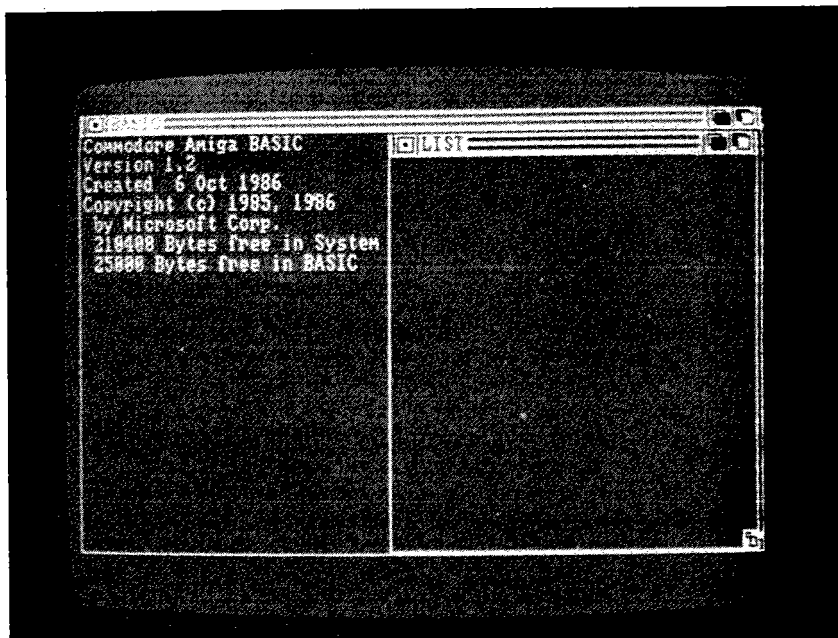 BASIC
Commodore Amiga BASIC
Version 1.2
Created 6 Oct 1986
Copyright (c) 1985, 1986
by Microsoft Corp.
210408 Bytes free in System
25000 Bytes free in BASIC
LIST